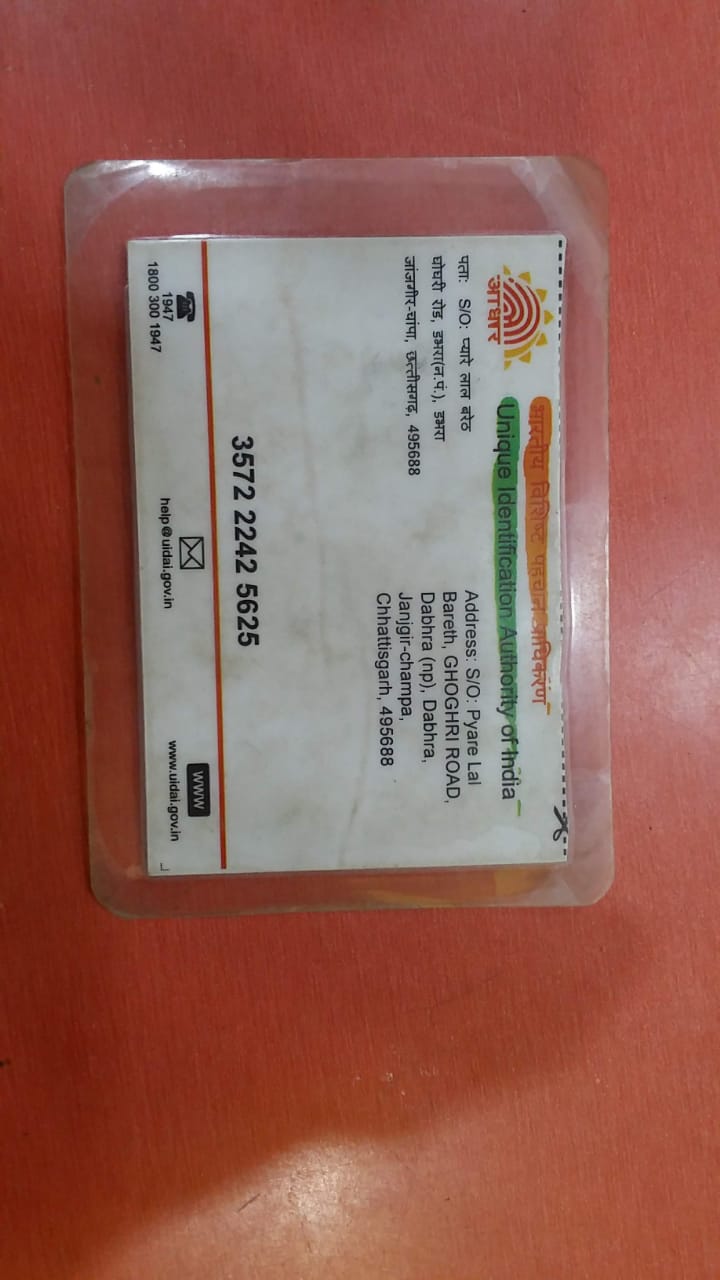 भारतीय विशिष्ट पहचान प्राधिकरण
Unique Identification Authority of India
आधार
पता: S/O: प्यारे लाल बरेठ
घोघरी रोड, डभरा(न.पं.), डभरा
जांजगीर-चांपा, छत्तीसगढ़, 495688
Address: S/O: Pyare Lal
Bareth, GHOGHRI ROAD,
Dabhra (np), Dabhra,
Janjgir-champa,
Chhattisgarh, 495688
3572 2242 5625
1947
1800 300 1947
help@uidai.gov.in
www
www.uidai.gov.in